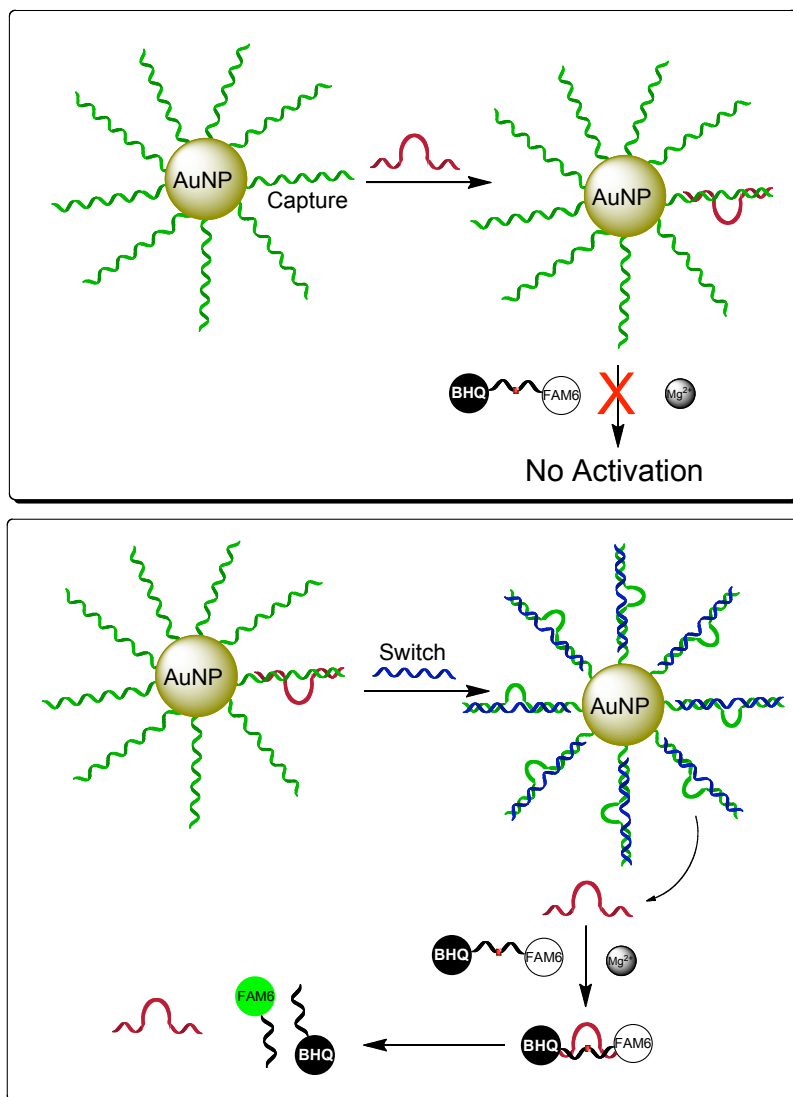 AuNP
Capture
AuNP
BHQ
FAM6
Mg²⁺
No Activation
AuNP
Switch
AuNP
BHQ
FAM6
Mg²⁺
FAM6
BHQ
BHQ
FAM6